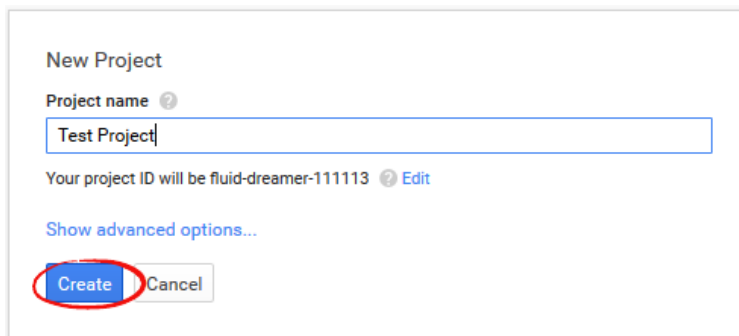 New Project
Project name ?
Test Project
Your project ID will be fluid-dreamer-111113 ? Edit
Show advanced options...
Create Cancel